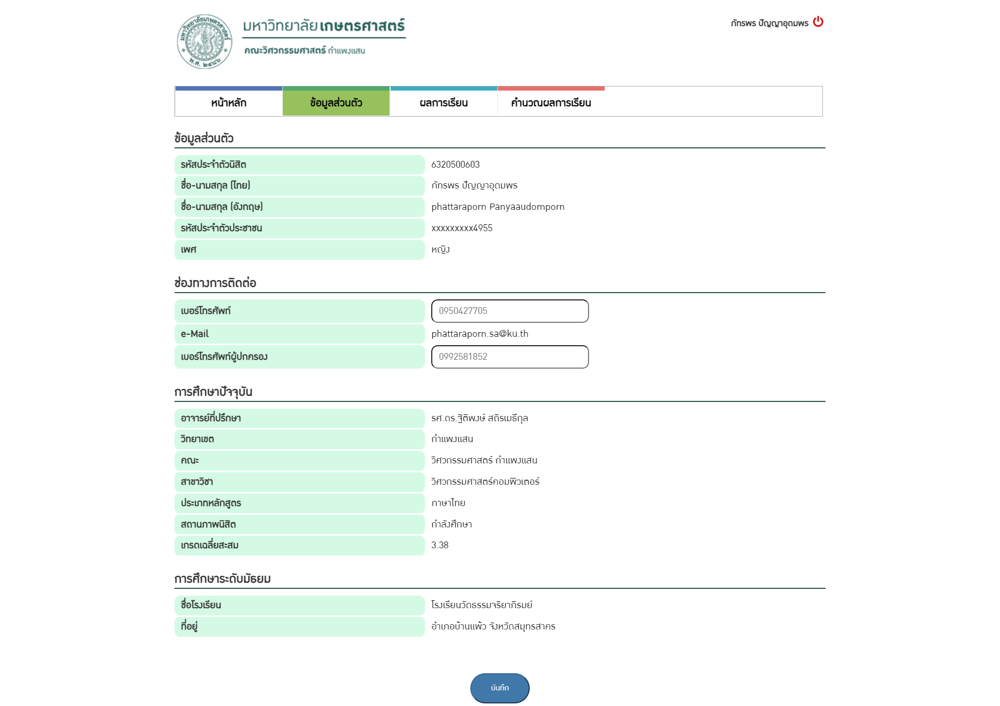 มหาวิทยาลัยเกษตรศาสตร์
พ.ศ. ๒๔๘๖
มหาวิทยาลัยเกษตรศาสตร์
คณะวิศวกรรมศาสตร์ กำแพงแสน
ภัทรพร ปัญญาอุดมพร
หน้าหลัก ข้อมูลส่วนตัว ผลการเรียน คำนวณผลการเรียน
ข้อมูลส่วนตัว
รหัสประจำตัวนิสิต 6320500603
ชื่อ-นามสกุล (ไทย) ภัทรพร ปัญญาอุดมพร
ชื่อ-นามสกุล (อังกฤษ) phattaraporn Panyaaudomporn
รหัสประจำตัวประชาชน xxxxxxxxx4955
เพศ หญิง
ช่องทางการติดต่อ
เบอร์โทรศัพท์ 0950427705
e-Mail phattaraporn.sa@ku.th
เบอร์โทรศัพท์ผู้ปกครอง 0992581852
การศึกษาปัจจุบัน
อาจารย์ที่ปรึกษา รศ.ดร.ฐิติพงษ์ สถิรเมธีกุล
วิทยาเขต กำแพงแสน
คณะ วิศวกรรมศาสตร์ กำแพงแสน
สาขาวิชา วิศวกรรมศาสตร์คอมพิวเตอร์
ประเภทหลักสูตร ภาษาไทย
สถานภาพนิสิต กำลังศึกษา
เกรดเฉลี่ยสะสม 3.38
การศึกษาระดับมัธยม
ชื่อโรงเรียน โรงเรียนวัดธรรมจริยาภิรมย์
ที่อยู่ อำเภอบ้านแพ้ว จังหวัดสมุทรสาคร
บันทึก